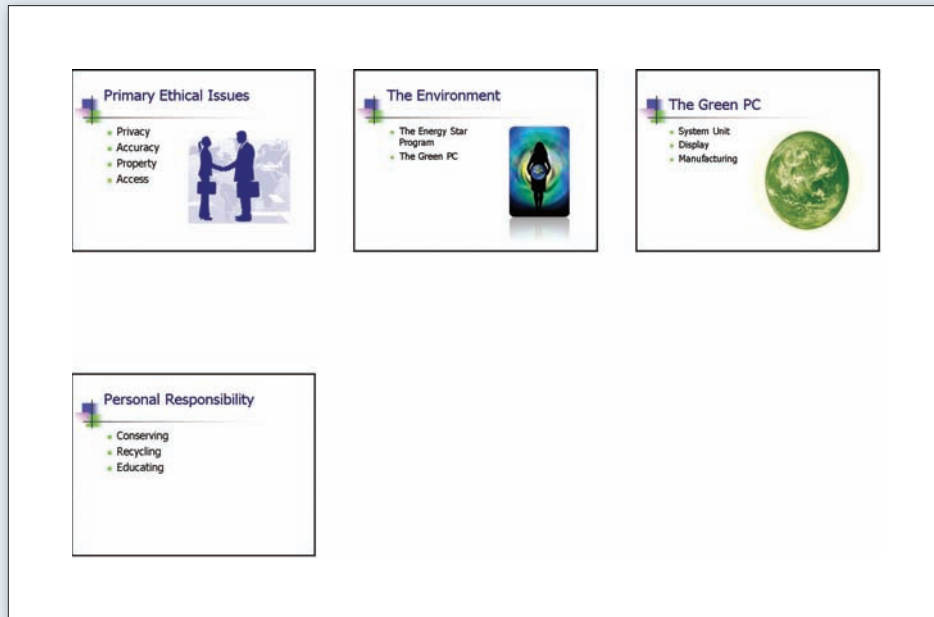 Primary Ethical Issues
Privacy
Accuracy
Property
Access
The Environment
The Energy Star
Program
The Green PC
The Green PC
System Unit
Display
Manufacturing
Personal Responsibility
Conserving
Recycling
Educating